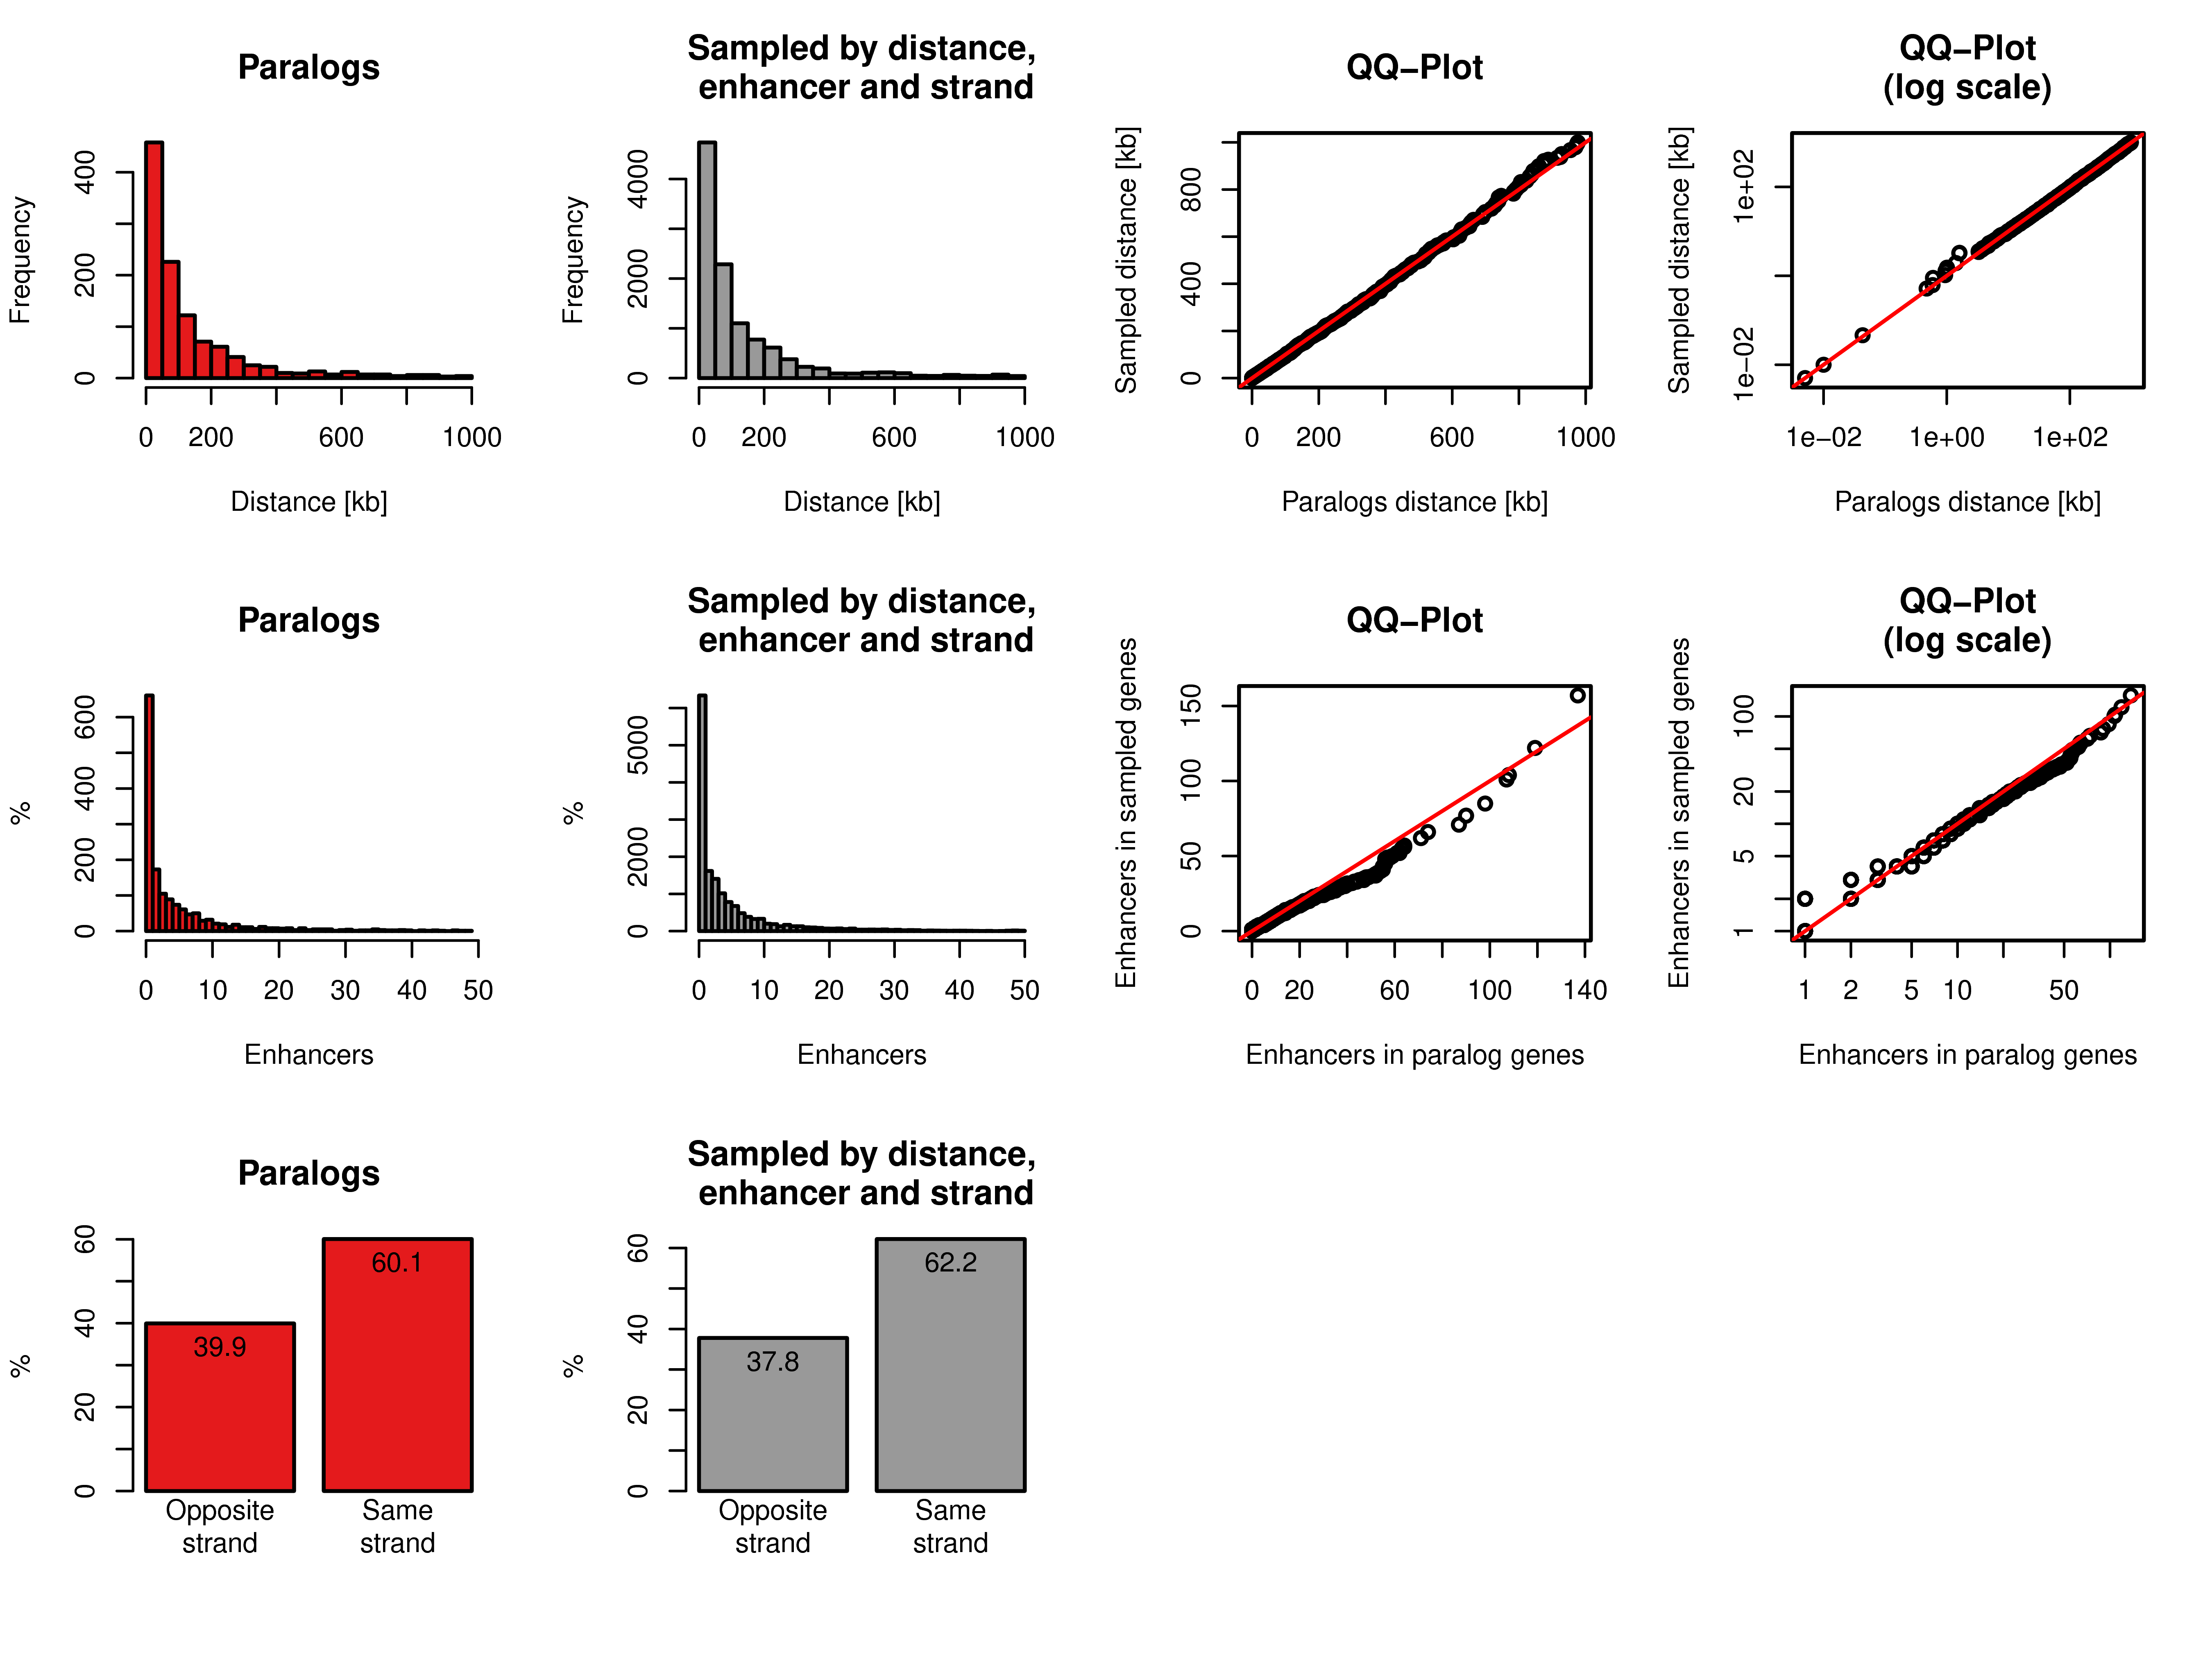 Paralogs
Frequency
0 200 400
0 200 600 1000
Distance [kb]
Sampled by distance,
enhancer and strand
Frequency
0 2000 4000
0 200 600 1000
Distance [kb]
QQ−Plot
Sampled distance [kb]
0 400 800
0 200 600 1000
Paralogs distance [kb]
QQ−Plot
(log scale)
Sampled distance [kb]
1e−02 1e+02
1e−02 1e+00 1e+02
Paralogs distance [kb]
Paralogs
%
0 200 400 600
0 10 20 30 40 50
Enhancers
Sampled by distance,
enhancer and strand
%
0 2000 5000
0 10 20 30 40 50
Enhancers
QQ−Plot
Enhancers in sampled genes
0 50 100 150
0 20 60 100 140
Enhancers in paralog genes
QQ−Plot
(log scale)
Enhancers in sampled genes
1 5 20 100
1 2 5 10 50
Enhancers in paralog genes
Paralogs
%
0 20 40 60
39.9
60.1
Opposite
strand
Same
strand
Sampled by distance,
enhancer and strand
%
0 20 40 60
37.8
62.2
Opposite
strand
Same
strand